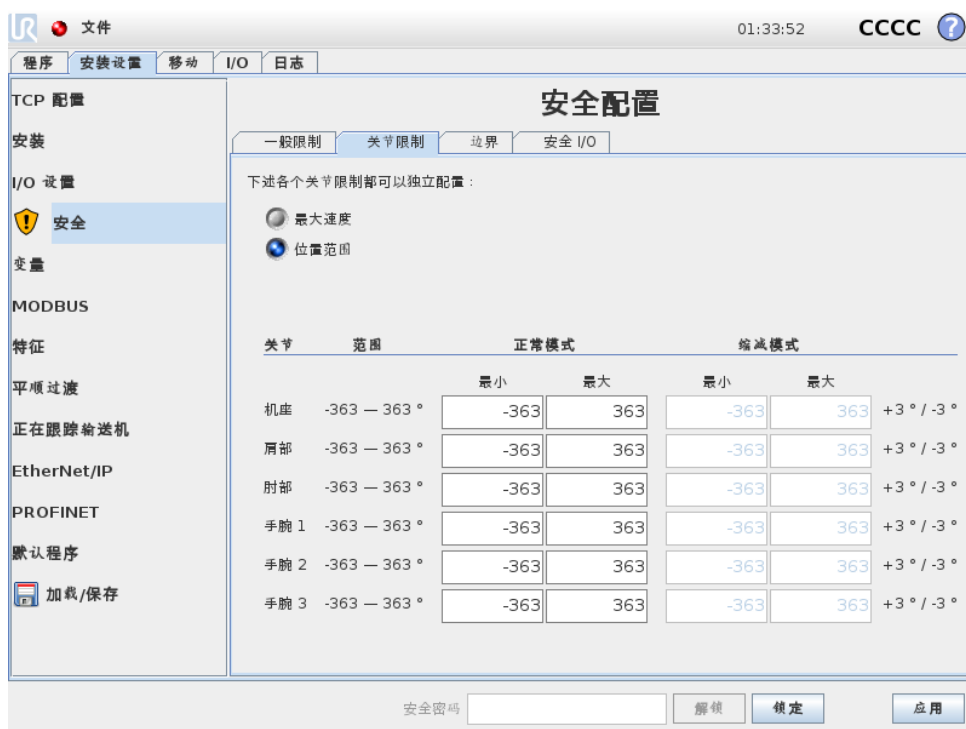 UR 文件 01:33:52 CCCC ?
程序 安装设置 移动 I/O 日志
TCP 配置
安装
I/O 设置
安全
变量
MODBUS
特征
平顺过渡
正在跟踪输送机
EtherNet/IP
PROFINET
默认程序
加载/保存
安全配置
一般限制 关节限制 边界 安全 I/O
下述各个关节限制都可以独立配置：
最大速度
位置范围
关节 范围 正常模式 缩减模式
最小 最大 最小 最大
机座 -363 — 363 ° -363 363 -363 363 +3 ° / -3 °
肩部 -363 — 363 ° -363 363 -363 363 +3 ° / -3 °
肘部 -363 — 363 ° -363 363 -363 363 +3 ° / -3 °
手腕 1 -363 — 363 ° -363 363 -363 363 +3 ° / -3 °
手腕 2 -363 — 363 ° -363 363 -363 363 +3 ° / -3 °
手腕 3 -363 — 363 ° -363 363 -363 363 +3 ° / -3 °
安全密码 解锁 锁定 应用